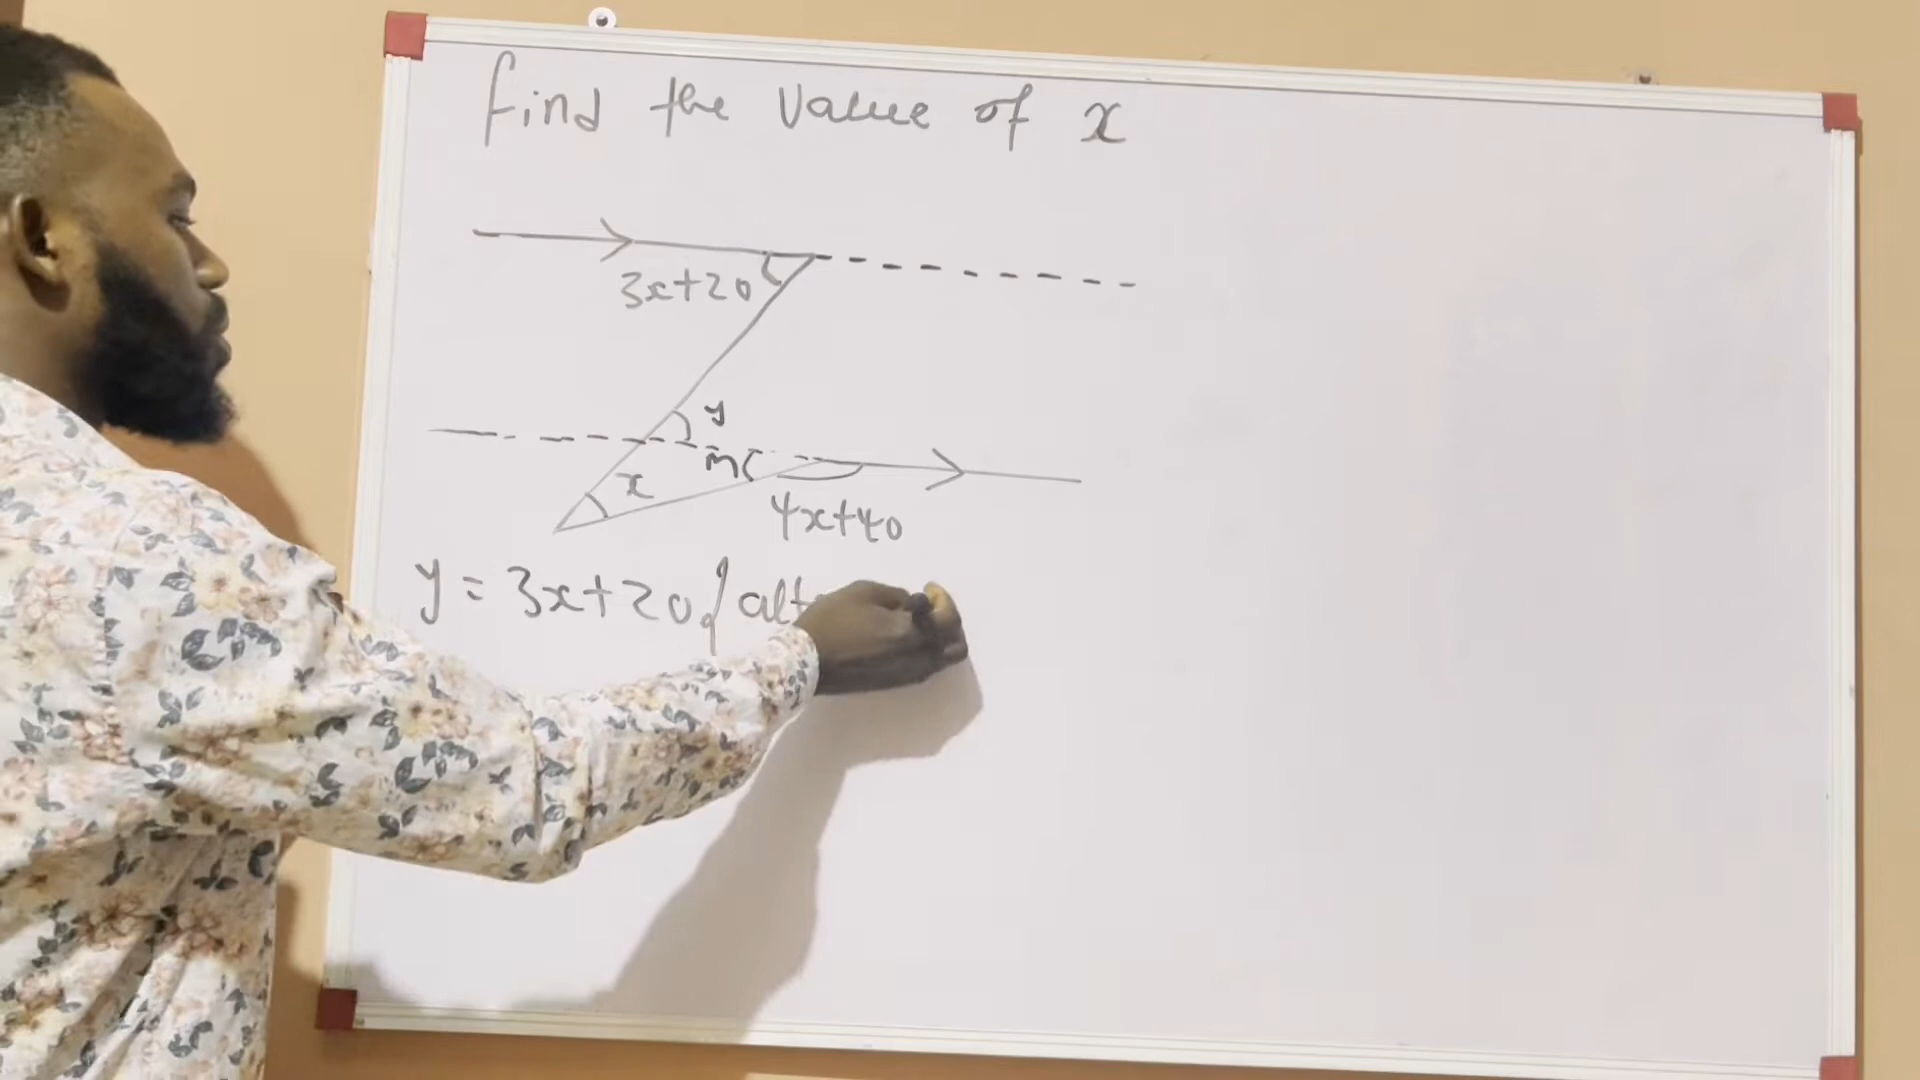 find the value of x
3x+20
y
m
x
4x+40
y = 3x+20 { alt